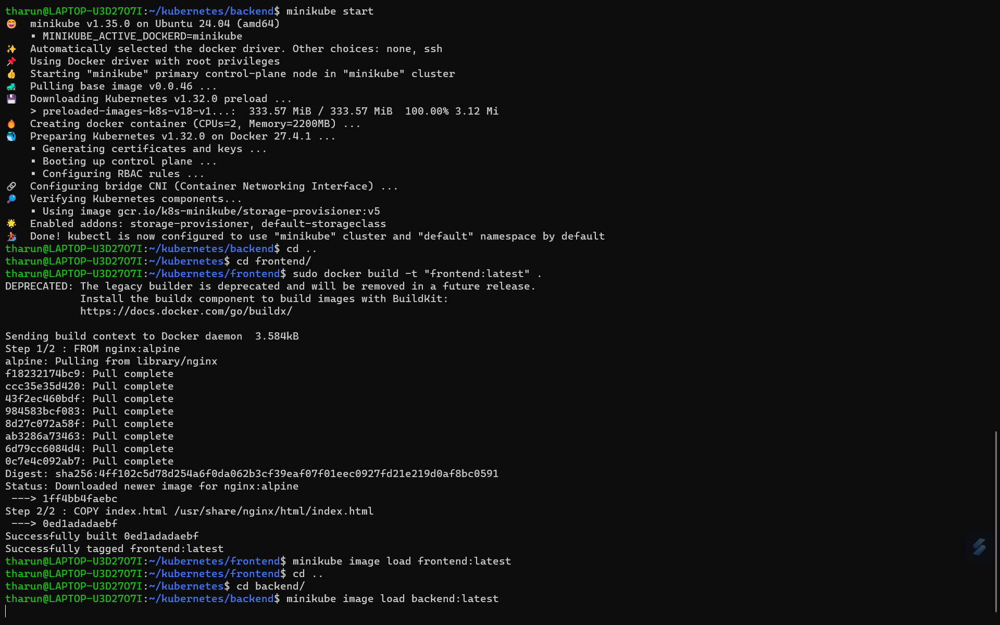 tharun@LAPTOP-U3D27O7I:~/kubernetes/backend$ minikube start
😄  minikube v1.35.0 on Ubuntu 24.04 (amd64)
    ▪ MINIKUBE_ACTIVE_DOCKERD=minikube
✨  Automatically selected the docker driver. Other choices: none, ssh
📌  Using Docker driver with root privileges
👍  Starting "minikube" primary control-plane node in "minikube" cluster
🚜  Pulling base image v0.0.46 ...
💾  Downloading Kubernetes v1.32.0 preload ...
    > preloaded-images-k8s-v18-v1...:  333.57 MiB / 333.57 MiB  100.00% 3.12 Mi
🔥  Creating docker container (CPUs=2, Memory=2200MB) ...
🐳  Preparing Kubernetes v1.32.0 on Docker 27.4.1 ...
    ▪ Generating certificates and keys ...
    ▪ Booting up control plane ...
    ▪ Configuring RBAC rules ...
🔗  Configuring bridge CNI (Container Networking Interface) ...
🔎  Verifying Kubernetes components...
    ▪ Using image gcr.io/k8s-minikube/storage-provisioner:v5
🌟  Enabled addons: storage-provisioner, default-storageclass
🏄  Done! kubectl is now configured to use "minikube" cluster and "default" namespace by default
tharun@LAPTOP-U3D27O7I:~/kubernetes/backend$ cd ..
tharun@LAPTOP-U3D27O7I:~/kubernetes$ cd frontend/
tharun@LAPTOP-U3D27O7I:~/kubernetes/frontend$ sudo docker build -t "frontend:latest" .
DEPRECATED: The legacy builder is deprecated and will be removed in a future release.
            Install the buildx component to build images with BuildKit:
            https://docs.docker.com/go/buildx/

Sending build context to Docker daemon  3.584kB
Step 1/2 : FROM nginx:alpine
alpine: Pulling from library/nginx
f18232174bc9: Pull complete
ccc35e35d420: Pull complete
43f2ec460bdf: Pull complete
984583bcf083: Pull complete
8d27c072a58f: Pull complete
ab3286a73463: Pull complete
6d79cc6084d4: Pull complete
0c7e4c092ab7: Pull complete
Digest: sha256:4ff102c5d78d254a6f0da062b3cf39eaf07f01eec0927fd21e219d0af8bc0591
Status: Downloaded newer image for nginx:alpine
 ---> 1ff4bb4faebc
Step 2/2 : COPY index.html /usr/share/nginx/html/index.html
 ---> 0ed1adadaebf
Successfully built 0ed1adadaebf
Successfully tagged frontend:latest
tharun@LAPTOP-U3D27O7I:~/kubernetes/frontend$ minikube image load frontend:latest
tharun@LAPTOP-U3D27O7I:~/kubernetes/frontend$ cd ..
tharun@LAPTOP-U3D27O7I:~/kubernetes$ cd backend/
tharun@LAPTOP-U3D27O7I:~/kubernetes/backend$ minikube image load backend:latest